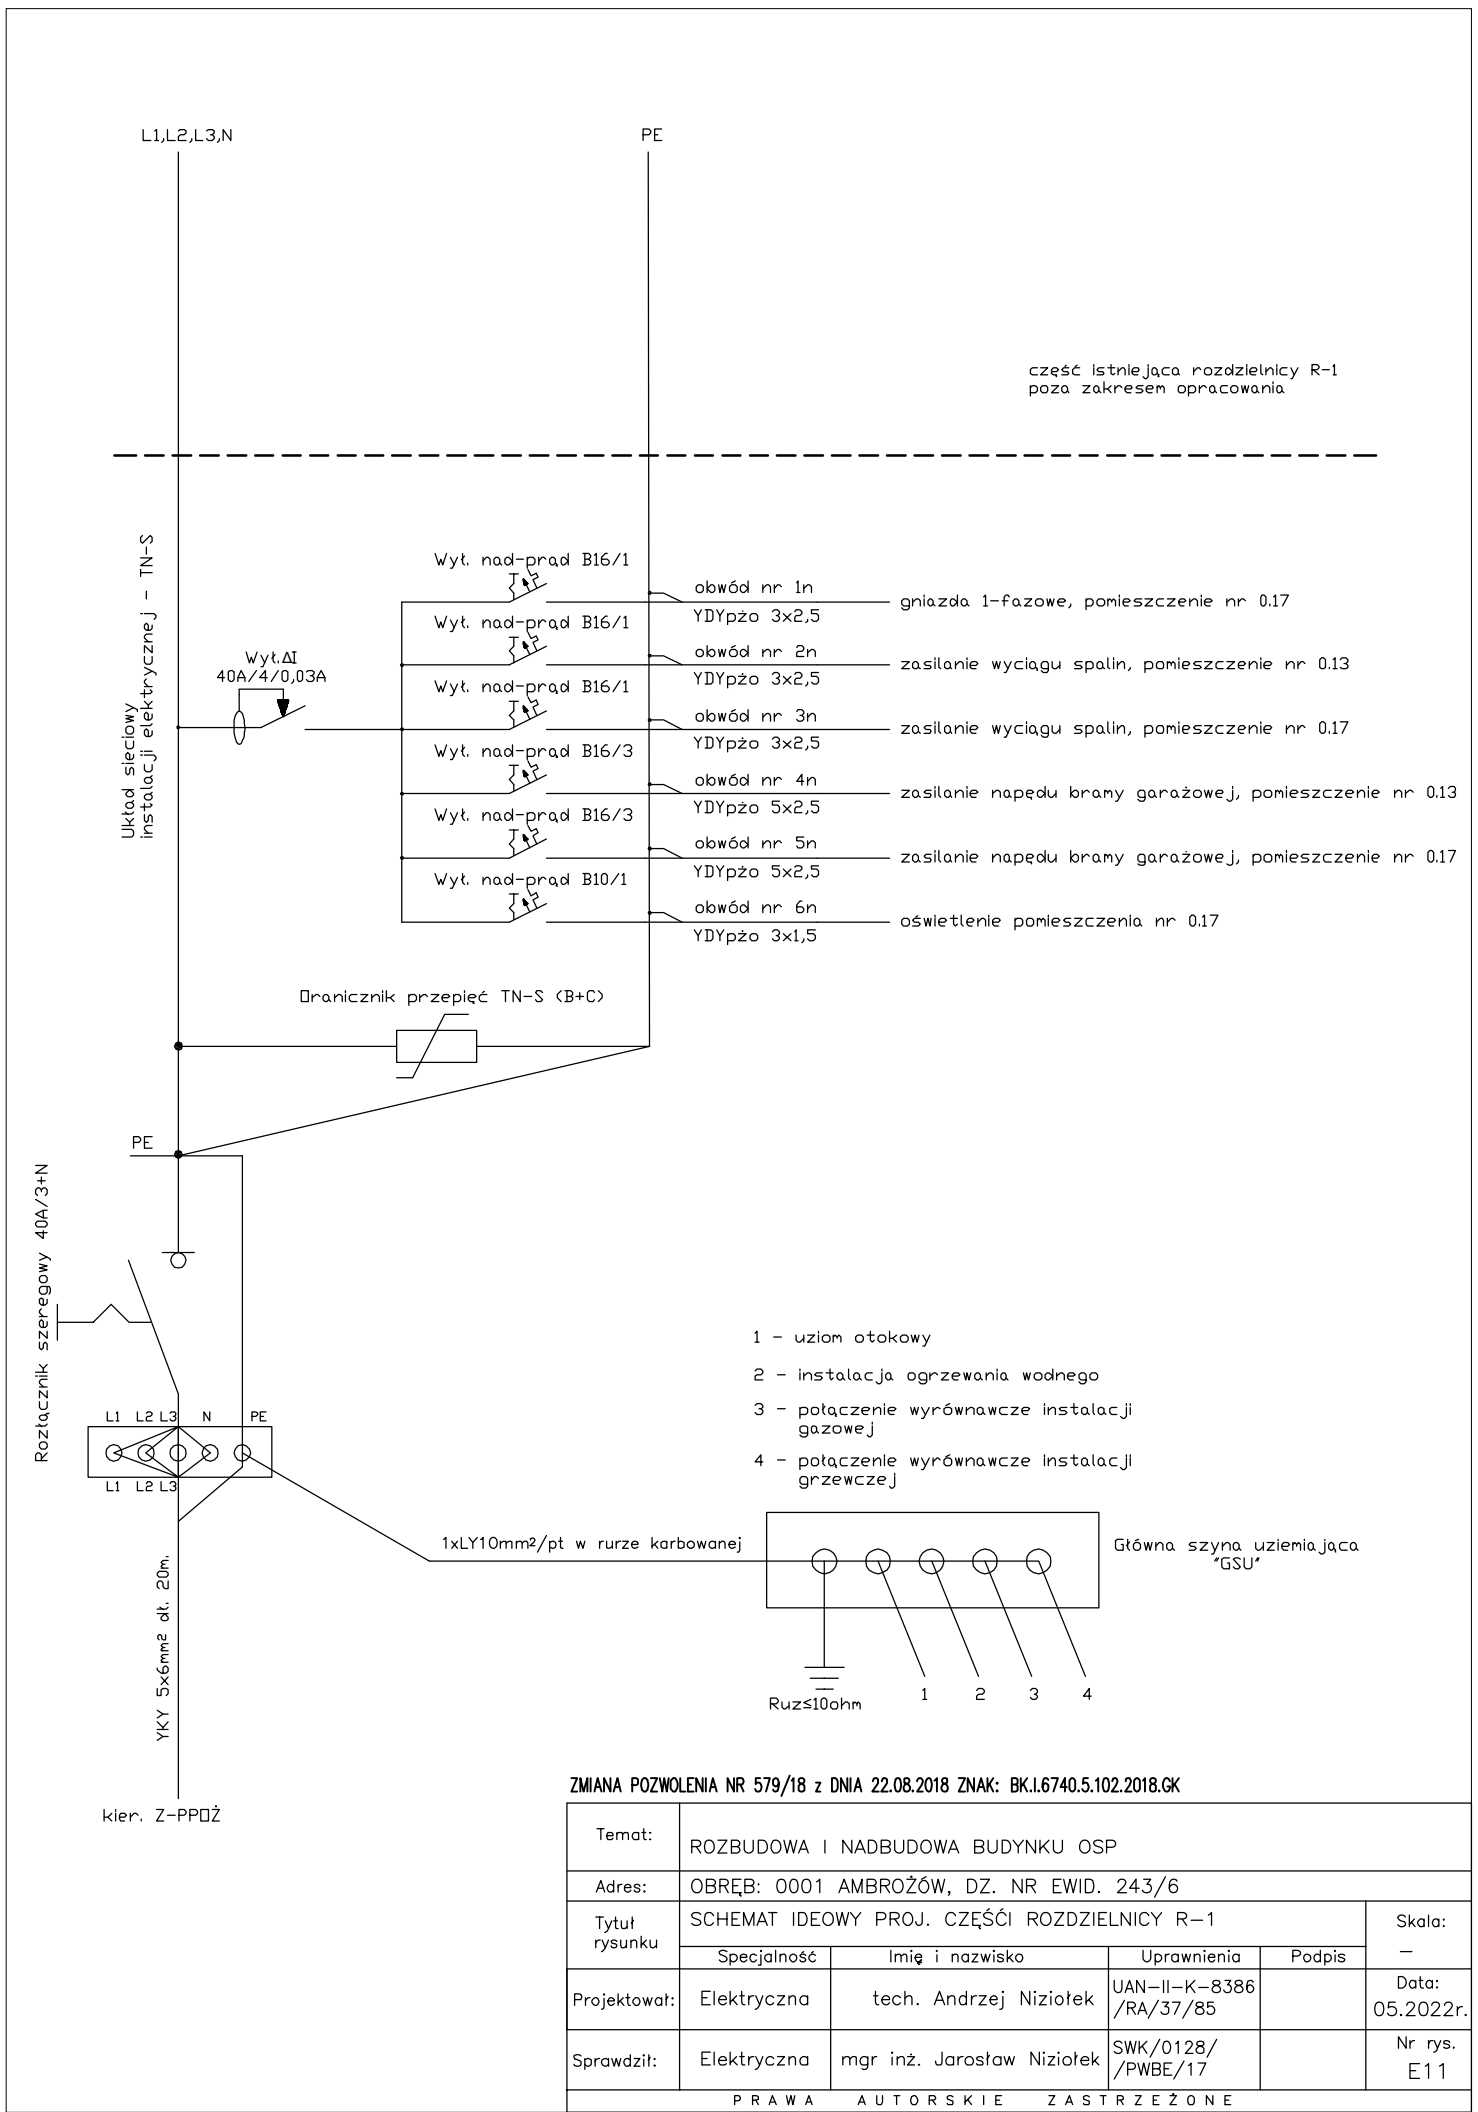 L1,L2,L3,N
PE
część istniejąca rozdzielnicy R-1
poza zakresem opracowania
Układ sieciowy
instalacji elektrycznej - TN-S
Wył.ΔI
40A/4/0,03A
Wył. nad-prąd B16/1
obwód nr 1n
YDYpżo 3x2,5
gniazda 1-fazowe, pomieszczenie nr 0.17
Wył. nad-prąd B16/1
obwód nr 2n
YDYpżo 3x2,5
zasilanie wyciągu spalin, pomieszczenie nr 0.13
Wył. nad-prąd B16/1
obwód nr 3n
YDYpżo 3x2,5
zasilanie wyciągu spalin, pomieszczenie nr 0.17
Wył. nad-prąd B16/3
obwód nr 4n
YDYpżo 5x2,5
zasilanie napędu bramy garażowej, pomieszczenie nr 0.13
Wył. nad-prąd B16/3
obwód nr 5n
YDYpżo 5x2,5
zasilanie napędu bramy garażowej, pomieszczenie nr 0.17
Wył. nad-prąd B10/1
obwód nr 6n
YDYpżo 3x1,5
oświetlenie pomieszczenia nr 0.17
Oranicznik przepięć TN-S (B+C)
PE
Rozłącznik szeregowy 40A/3+N
L1 L2 L3 N PE
L1 L2 L3
1 - uziom otokowy
2 - instalacja ogrzewania wodnego
3 - połączenie wyrównawcze instalacji
gazowej
4 - połączenie wyrównawcze instalacji
grzewczej
1xLY10mm²/pt w rurze karbowanej
Główna szyna uziemiająca
"GSU"
Ruz≤10ohm
1 2 3 4
YKY 5x6mm² dł. 20m.
kier. Z-PPOŻ
ZMIANA POZWOLENIA NR 579/18 z DNIA 22.08.2018 ZNAK: BK.I.6740.5.102.2018.GK
Temat:
ROZBUDOWA I NADBUDOWA BUDYNKU OSP
Adres:
OBRĘB: 0001 AMBROŻÓW, DZ. NR EWID. 243/6
Tytuł
rysunku
SCHEMAT IDEOWY PROJ. CZĘŚĆI ROZDZIELNICY R-1
Skala:
-
Specjalność Imię i nazwisko Uprawnienia Podpis
Projektował: Elektryczna tech. Andrzej Niziołek
UAN-II-K-8386
/RA/37/85
Data:
05.2022r.
Sprawdził: Elektryczna mgr inż. Jarosław Niziołek
SWK/0128/
/PWBE/17
Nr rys.
E11
PRAWA AUTORSKIE ZASTRZEŻONE